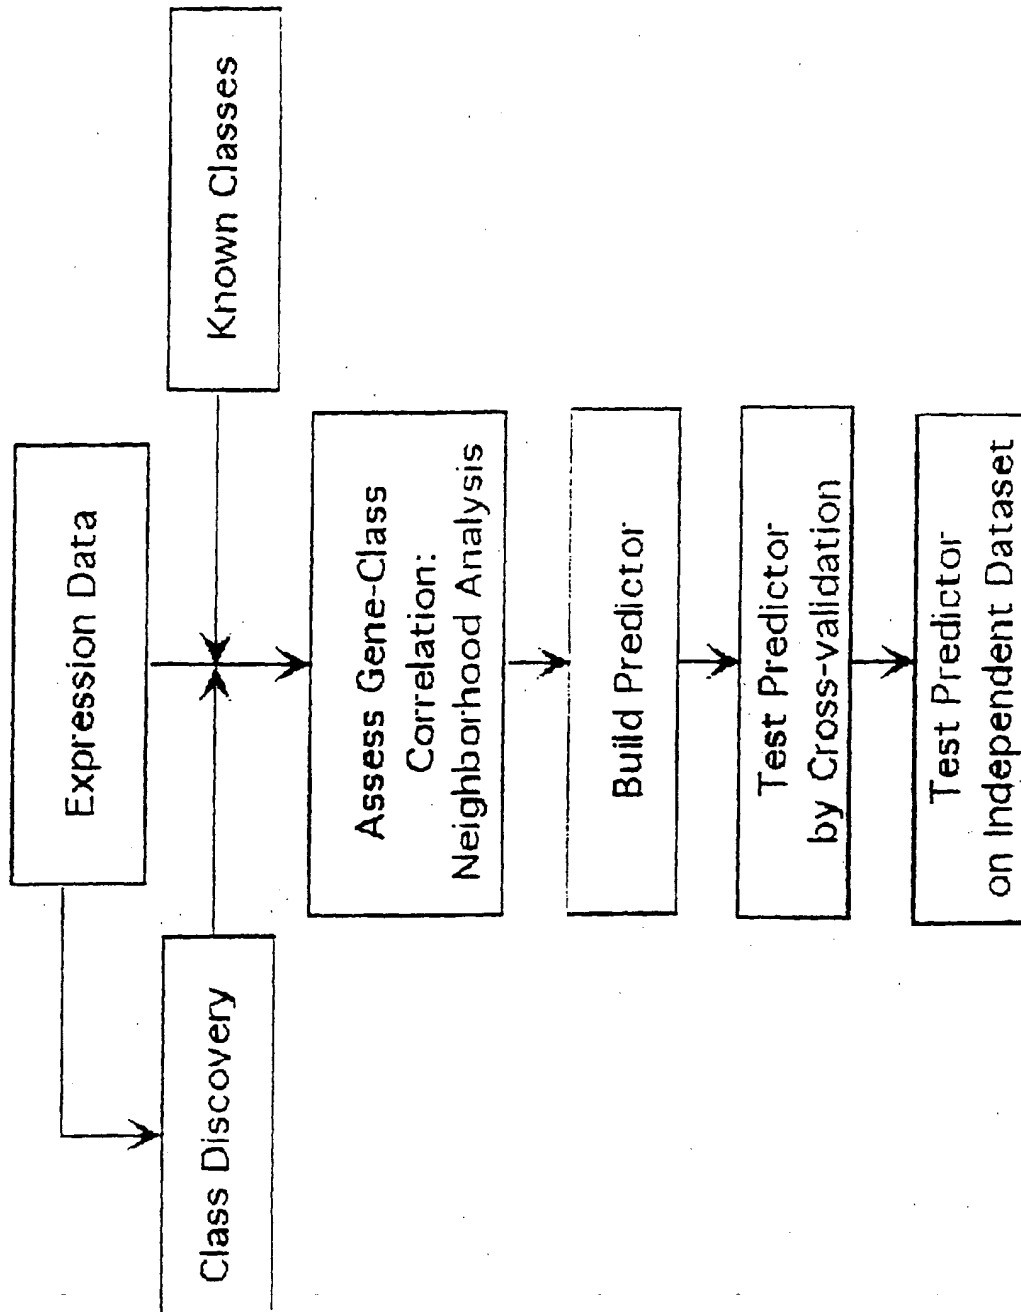 Expression Data
Class Discovery
Known Classes
Assess Gene-Class
Correlation:
Neighborhood Analysis
Build Predictor
Test Predictor
by Cross-validation
Test Predictor
on Independent Dataset